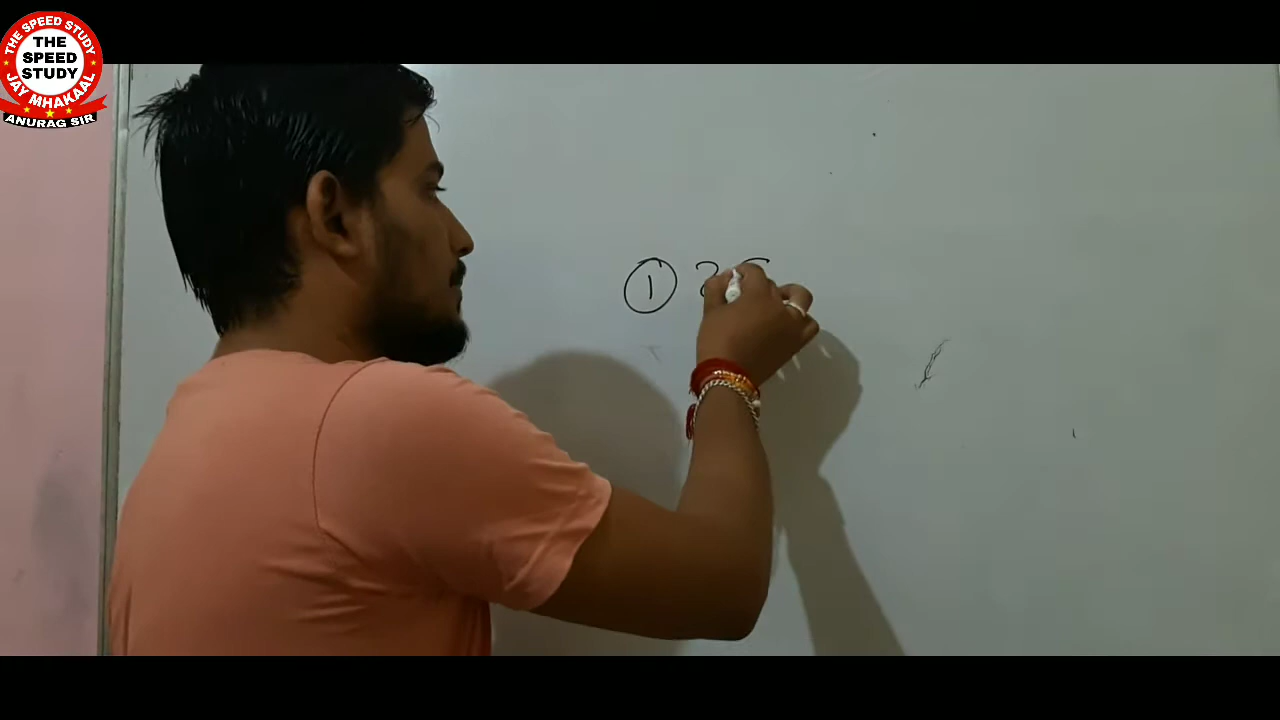 THE SPEED STUDY
THE
SPEED
STUDY
JAY MHAKAAL
ANURAG SIR
1